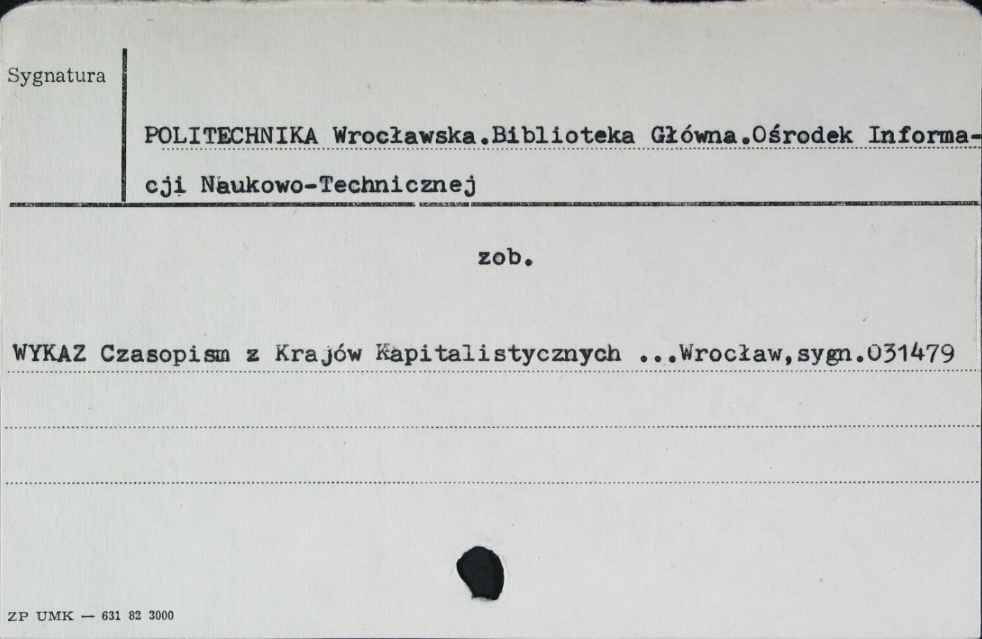 Sygnatura
POLITECHNIKA Wrocławska.Biblioteka Główna.Ośrodek Informa-
cji Naukowo-Technicznej
zob.
WYKAZ Czasopism z Krajów Kapitalistycznych ...Wrocław,sygn.031479
ZP UMK — 631 82 3000